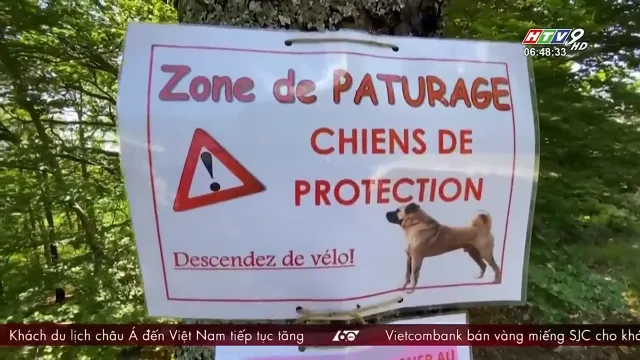 HTV9 HD
06:48:33
Zone de PATURAGE
CHIENS DE
PROTECTION
Descendez de vélo!
Khách du lịch châu Á đến Việt Nam tiếp tục tăng
Vietcombank bán vàng miếng SJC cho